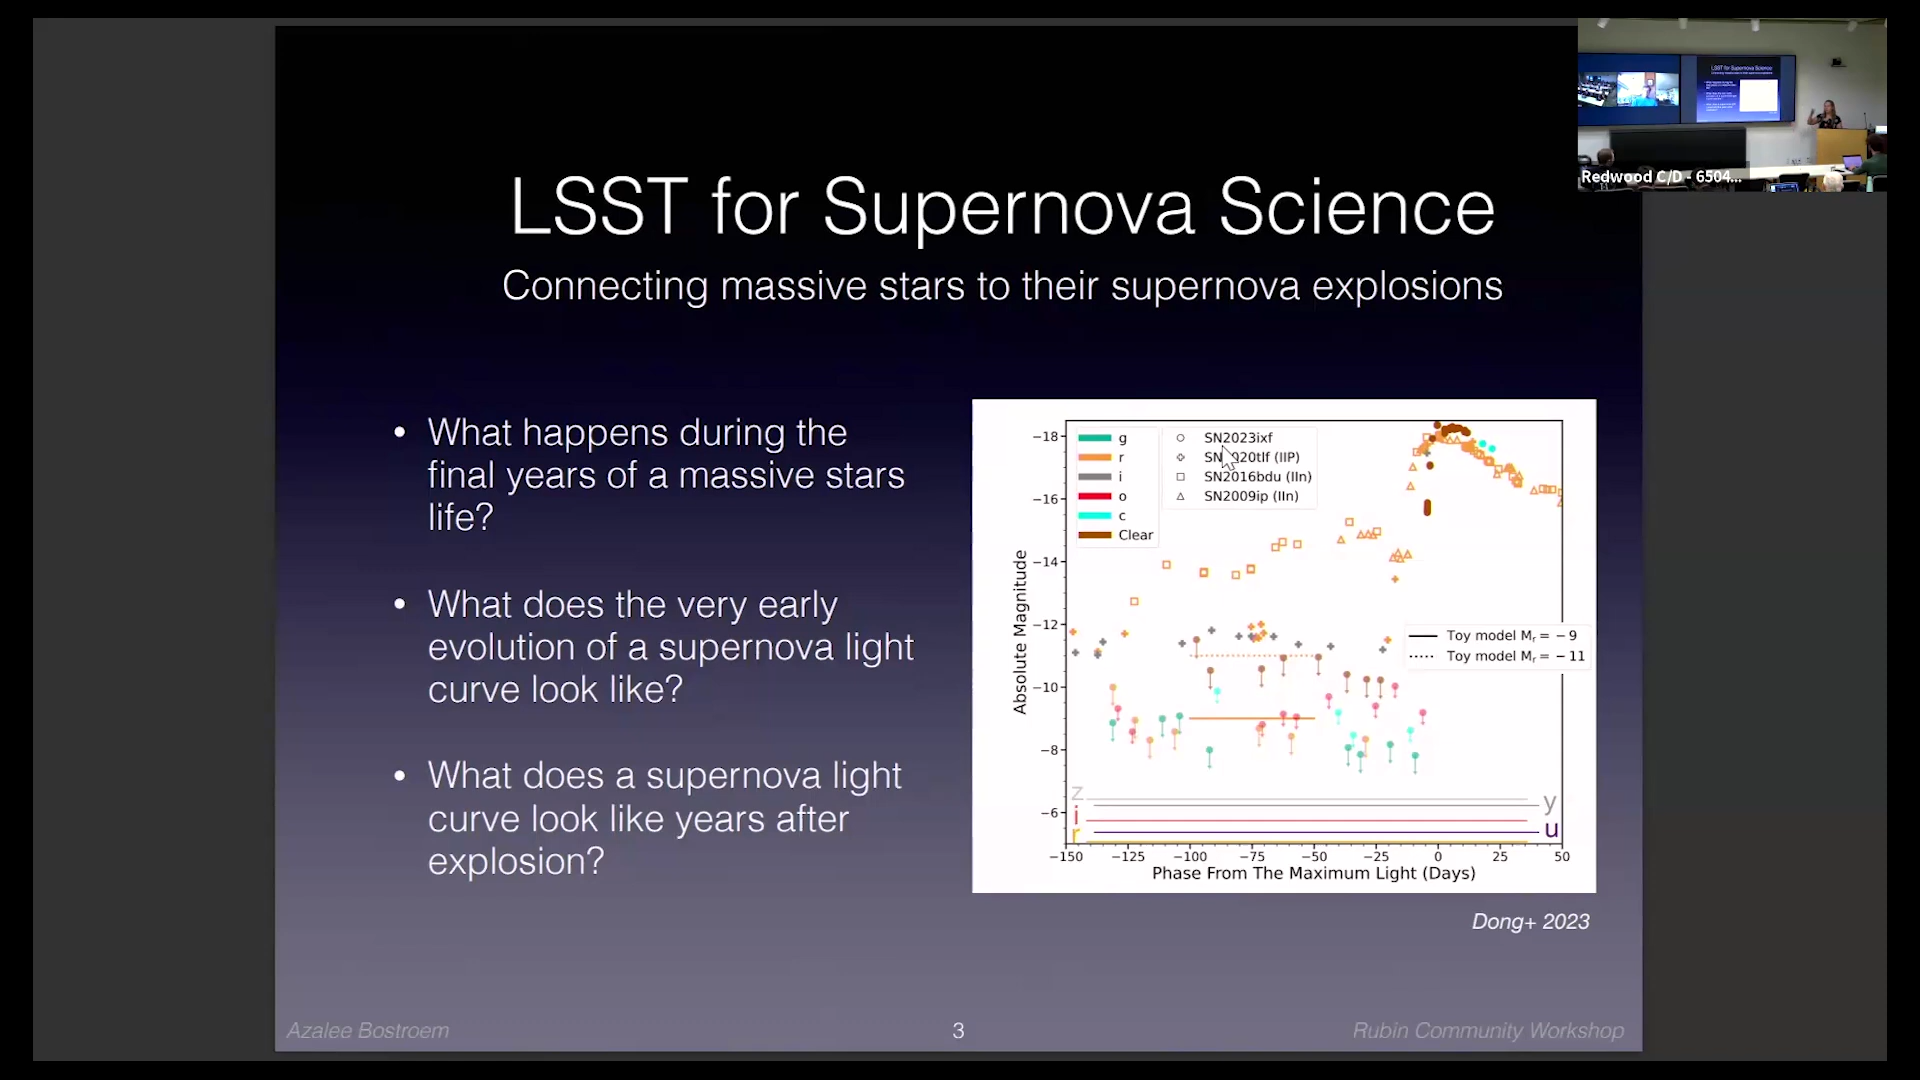 LSST for Supernova Science
Connecting massive stars to their supernova explosions
Redwood C/D - 6504...
• What happens during the
final years of a massive stars
life?
• What does the very early
evolution of a supernova light
curve look like?
• What does a supernova light
curve look like years after
explosion?
g
r
i
o
c
Clear
SN2023ixf
SN2020tlf (IIP)
SN2016bdu (IIn)
SN2009ip (IIn)
Toy model Mr = −9
Toy model Mr = −11
Absolute Magnitude
−18
−16
−14
−12
−10
−8
−6
z
y
i
u
r
−150 −125 −100 −75 −50 −25 0 25 50
Phase From The Maximum Light (Days)
Dong+ 2023
Azalee Bostroem
3
Rubin Community Workshop